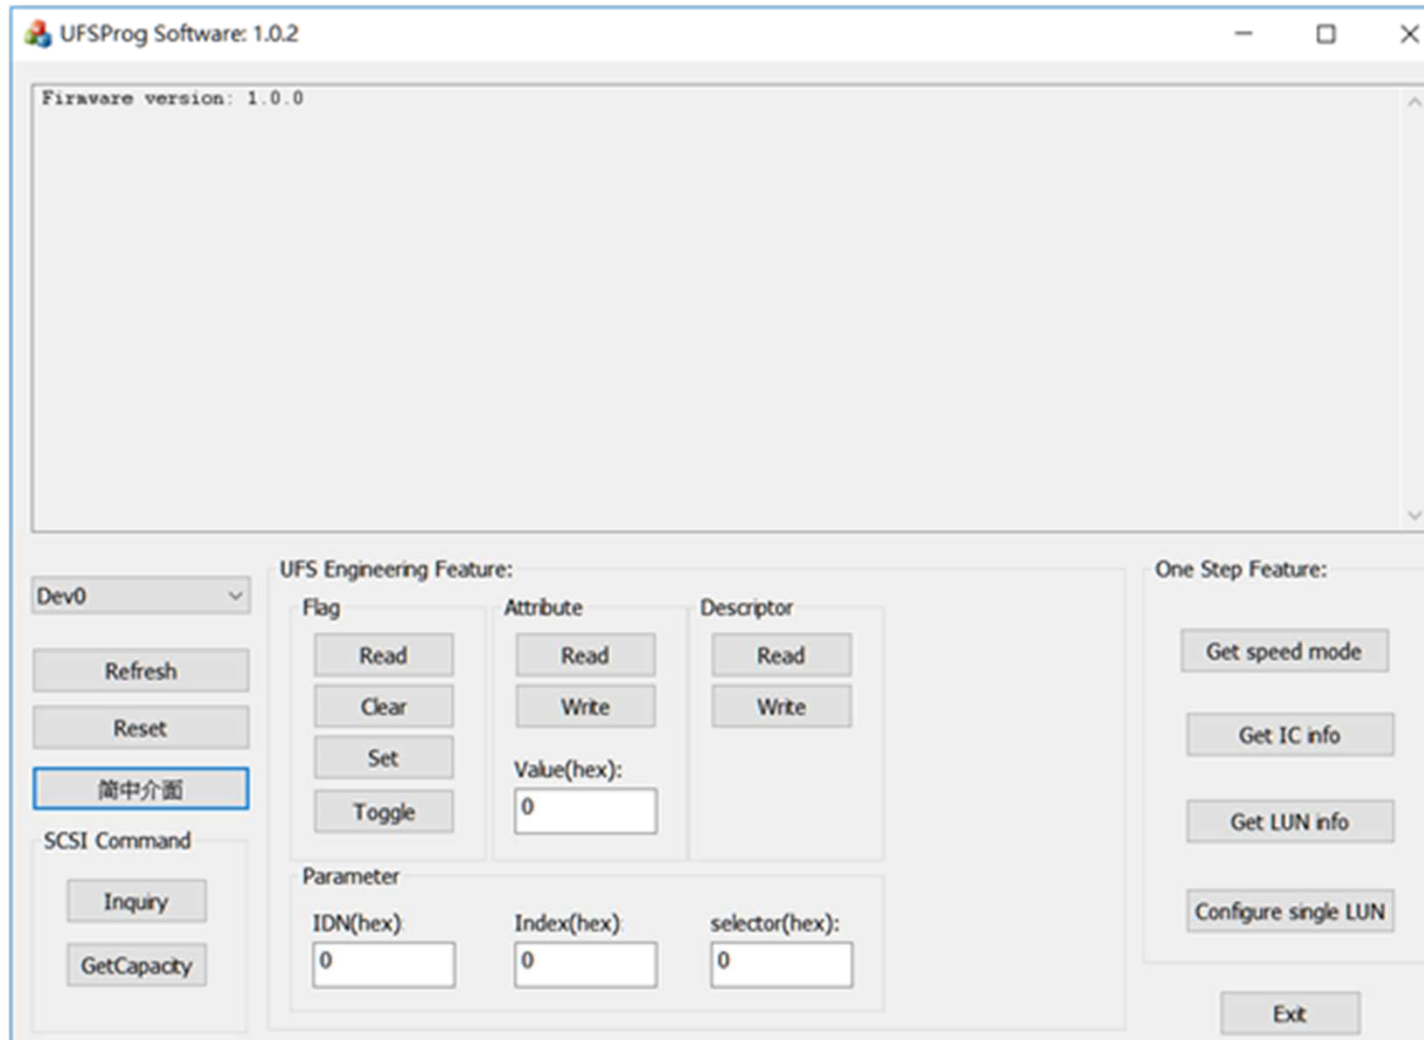 UFSProg Software: 1.0.2
Firmware version: 1.0.0
Dev0
Refresh
Reset
简中介面
SCSI Command
Inquiry
GetCapacity
UFS Engineering Feature:
Flag
Read
Clear
Set
Toggle
Attribute
Read
Write
Value(hex):
0
Descriptor
Read
Write
Parameter
IDN(hex)
0
Index(hex)
0
selector(hex):
0
One Step Feature:
Get speed mode
Get IC info
Get LUN info
Configure single LUN
Exit